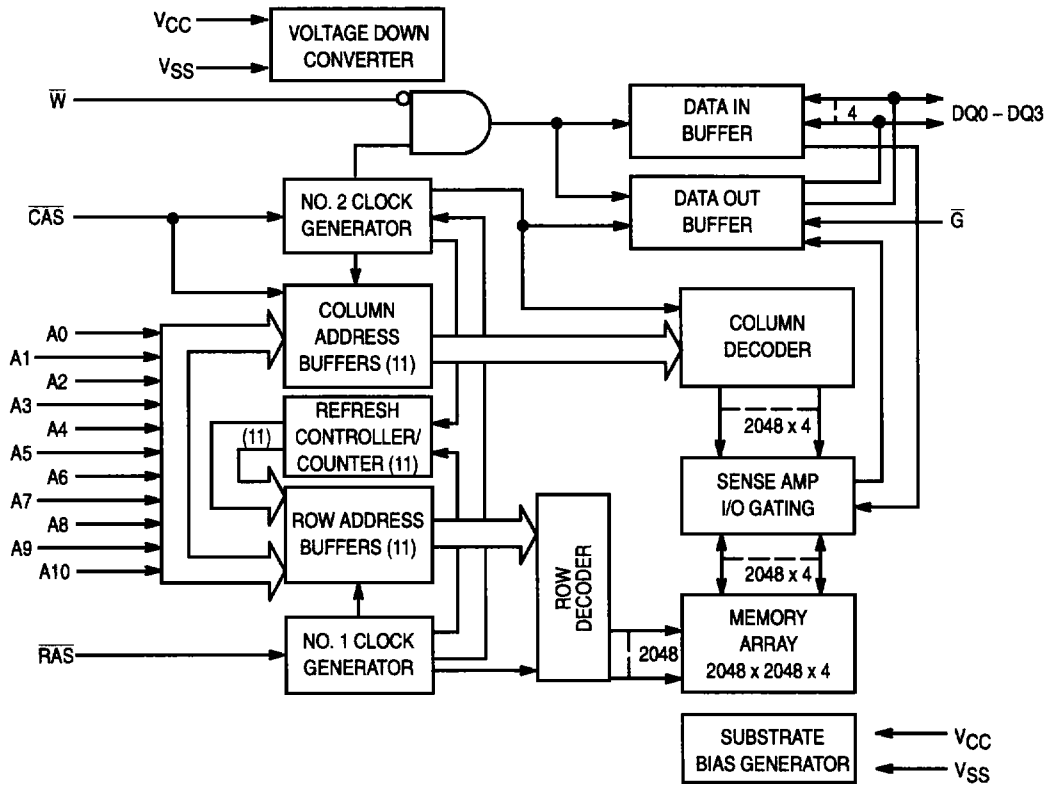 VCC
VSS
VOLTAGE DOWN
CONVERTER
W
DATA IN
BUFFER
4
DQ0 – DQ3
CAS
NO. 2 CLOCK
GENERATOR
DATA OUT
BUFFER
G
A0
A1
A2
A3
A4
A5
A6
A7
A8
A9
A10
COLUMN
ADDRESS
BUFFERS (11)
COLUMN
DECODER
2048 x 4
(11)
REFRESH
CONTROLLER/
COUNTER (11)
SENSE AMP
I/O GATING
ROW ADDRESS
BUFFERS (11)
ROW
DECODER
2048 x 4
RAS
NO. 1 CLOCK
GENERATOR
2048
MEMORY
ARRAY
2048 x 2048 x 4
SUBSTRATE
BIAS GENERATOR
VCC
VSS